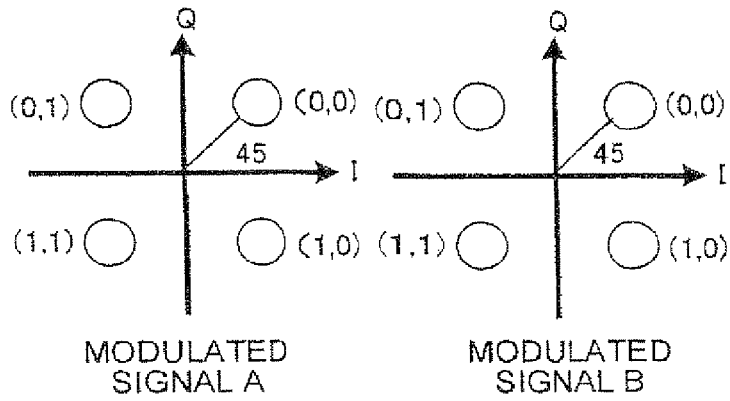 Q
Q
(0,1)
(0,0)
(0,1)
(0,0)
45
45
I
I
(1,1)
(1,0)
(1,1)
(1,0)
MODULATED
SIGNAL A
MODULATED
SIGNAL B